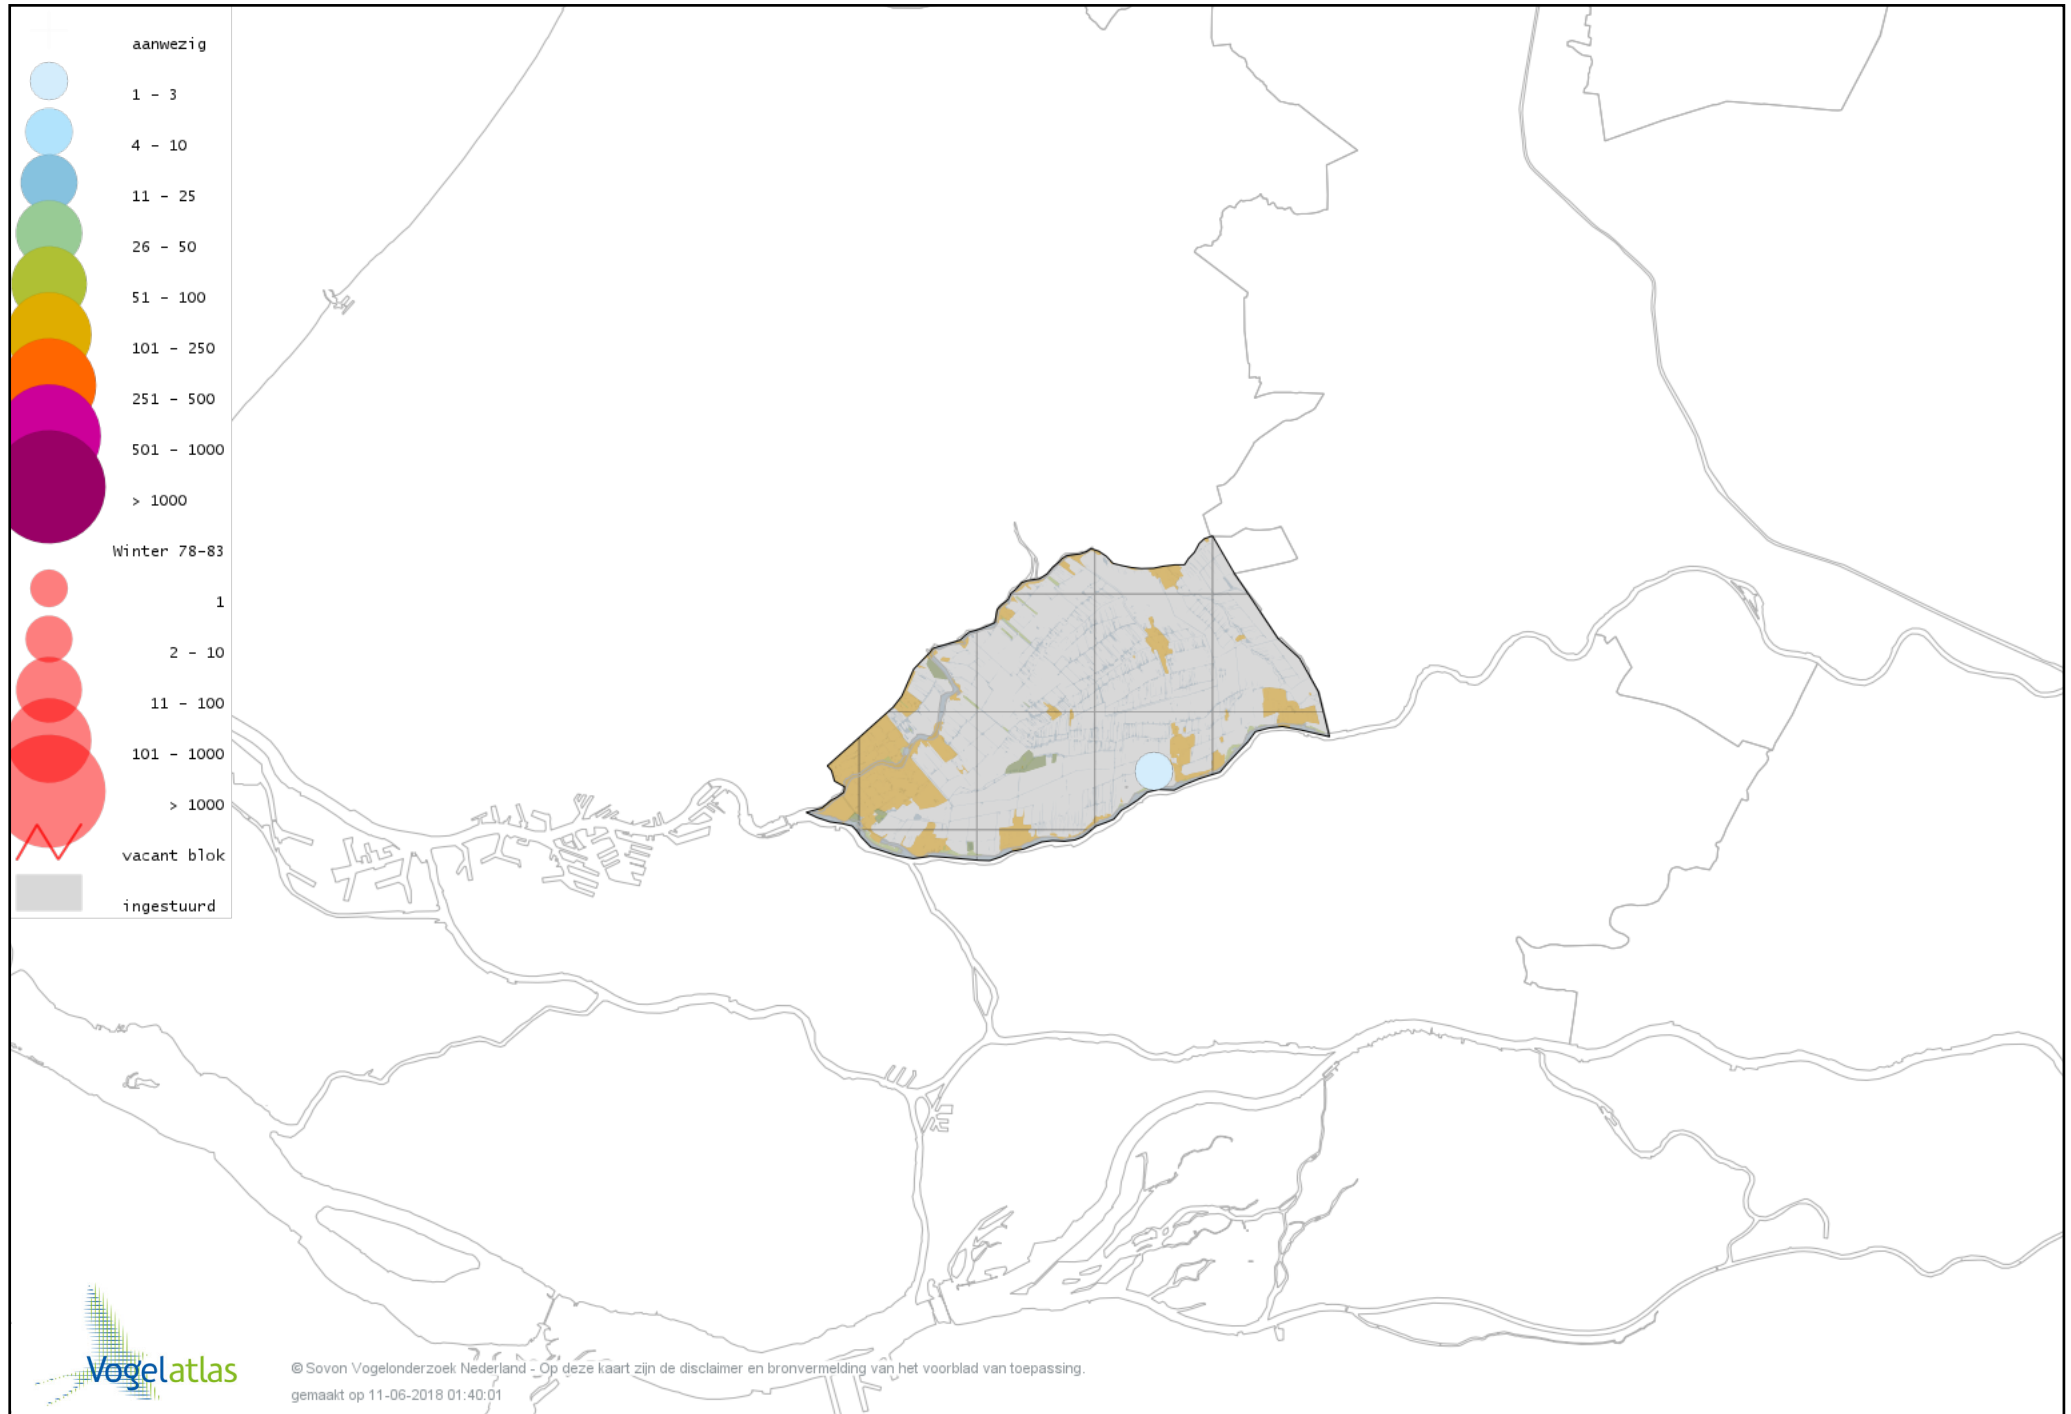 aanwezig
1 - 3
4 - 10
11 - 25
26 - 50
51 - 100
101 - 250
251 - 500
501 - 1000
> 1000
Winter 78-83
1
2 - 10
11 - 100
101 - 1000
> 1000
vacant blok
ingestuurd
Vogelatlas
© Sovon Vogelonderzoek Nederland - Op deze kaart zijn de disclaimer en bronvermelding van het voorblad van toepassing.
gemaakt op 11-06-2018 01:40:01